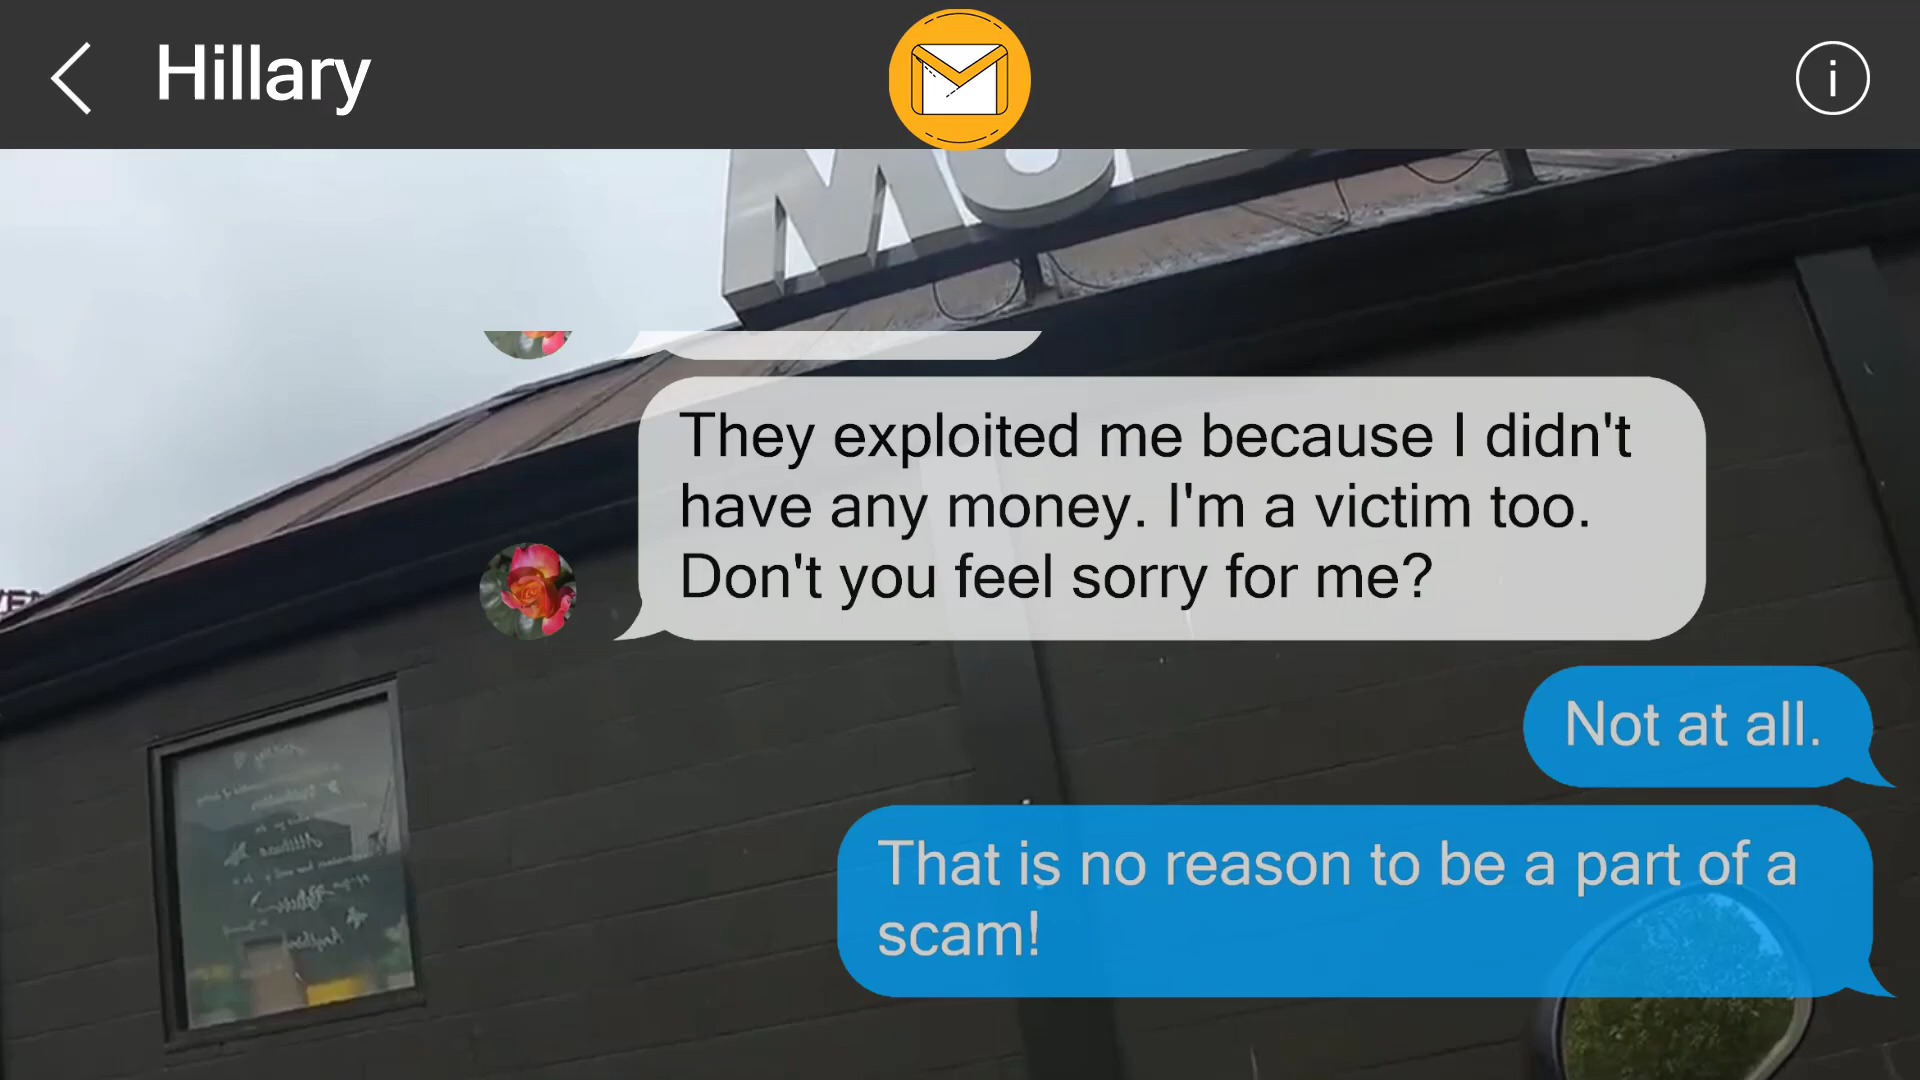 Hillary
i
They exploited me because I didn't
have any money. I'm a victim too.
Don't you feel sorry for me?
Not at all.
That is no reason to be a part of a
scam!